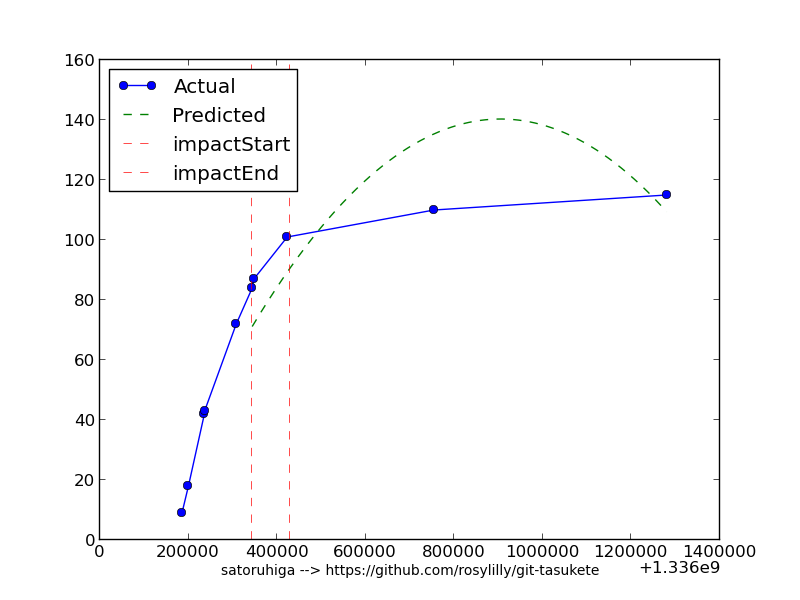 160
140
120
100
80
60
40
20
0
Actual
Predicted
impactStart
impactEnd
0 200000 400000 600000 800000 1000000 1200000 1400000
+1.336e9
satoruhiga --> https://github.com/rosylilly/git-tasukete